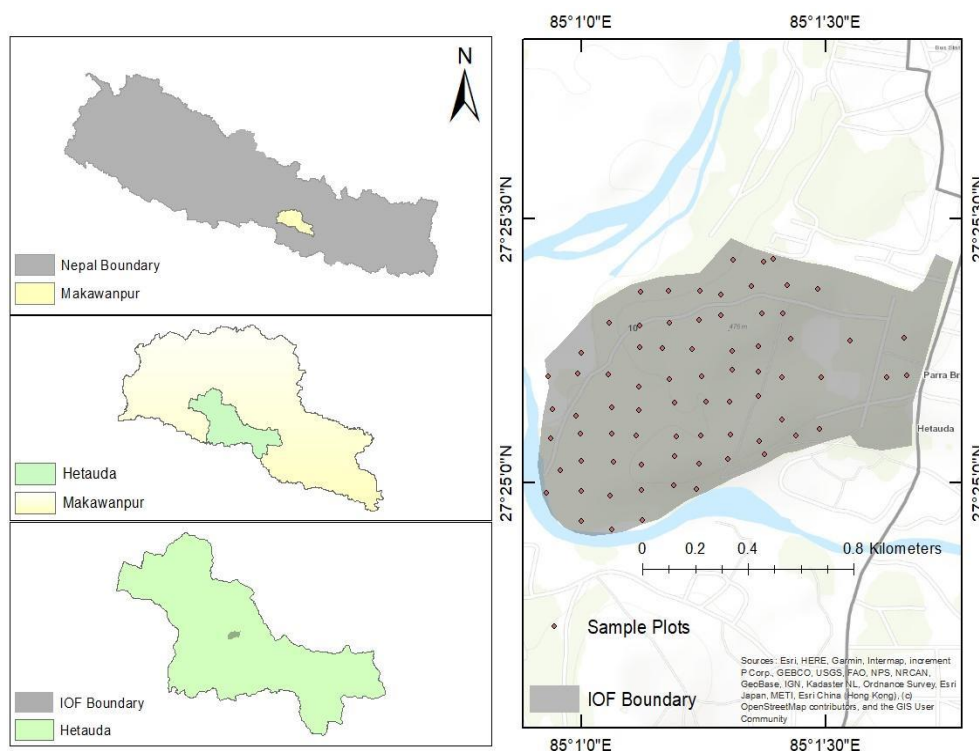 N
Nepal Boundary
Makawanpur
Hetauda
Makawanpur
IOF Boundary
Hetauda
85°1'0"E
85°1'30"E
27°25'30"N
27°25'30"N
10
475 m
Parra Br
Hetauda
27°25'0"N
27°25'0"N
0 0.2 0.4 0.8 Kilometers
Sample Plots
IOF Boundary
Sources: Esri, HERE, Garmin, Intermap, increment
P Corp., GEBCO, USGS, FAO, NPS, NRCAN,
GeoBase, IGN, Kadaster NL, Ordnance Survey, Esri
Japan, METI, Esri China (Hong Kong), (c)
OpenStreetMap contributors, and the GIS User
Community
85°1'0"E
85°1'30"E